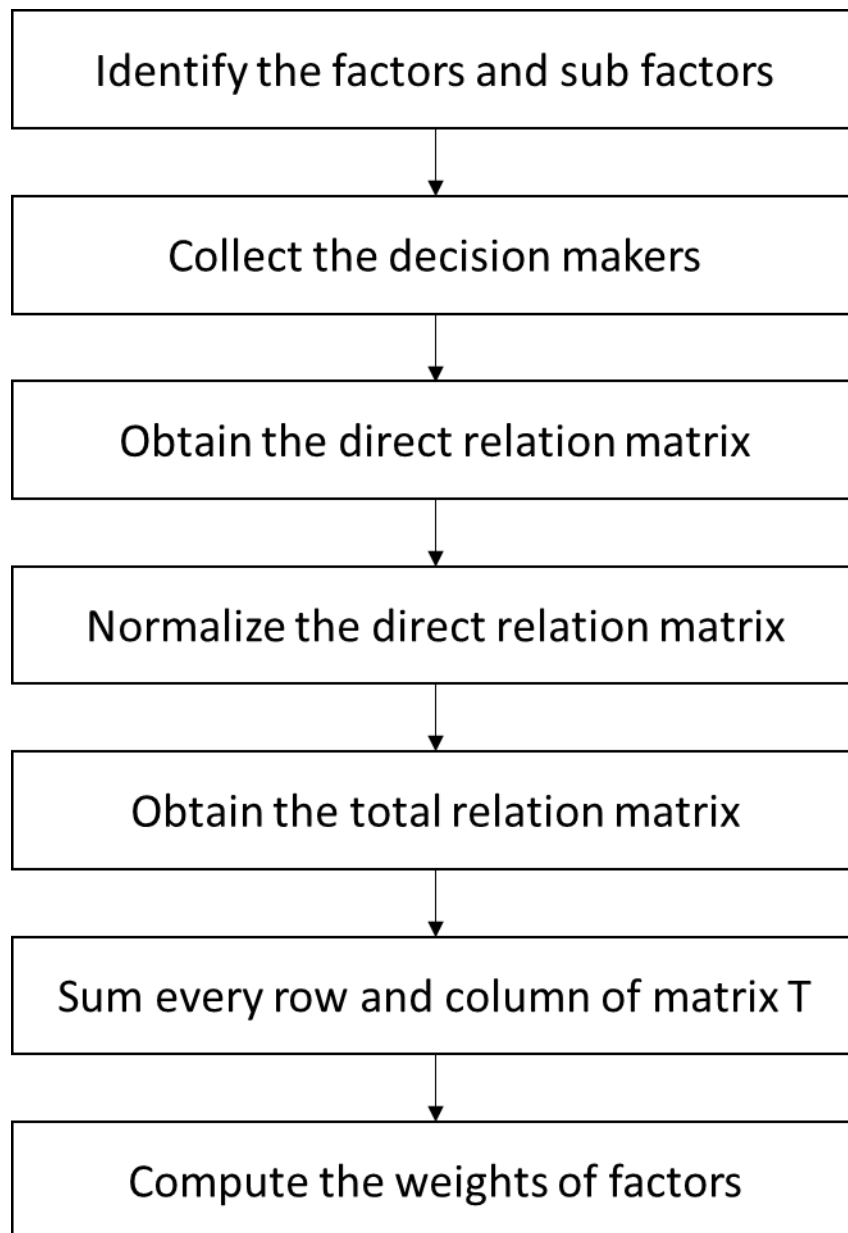 Identify the factors and sub factors
Collect the decision makers
Obtain the direct relation matrix
Normalize the direct relation matrix
Obtain the total relation matrix
Sum every row and column of matrix T
Compute the weights of factors